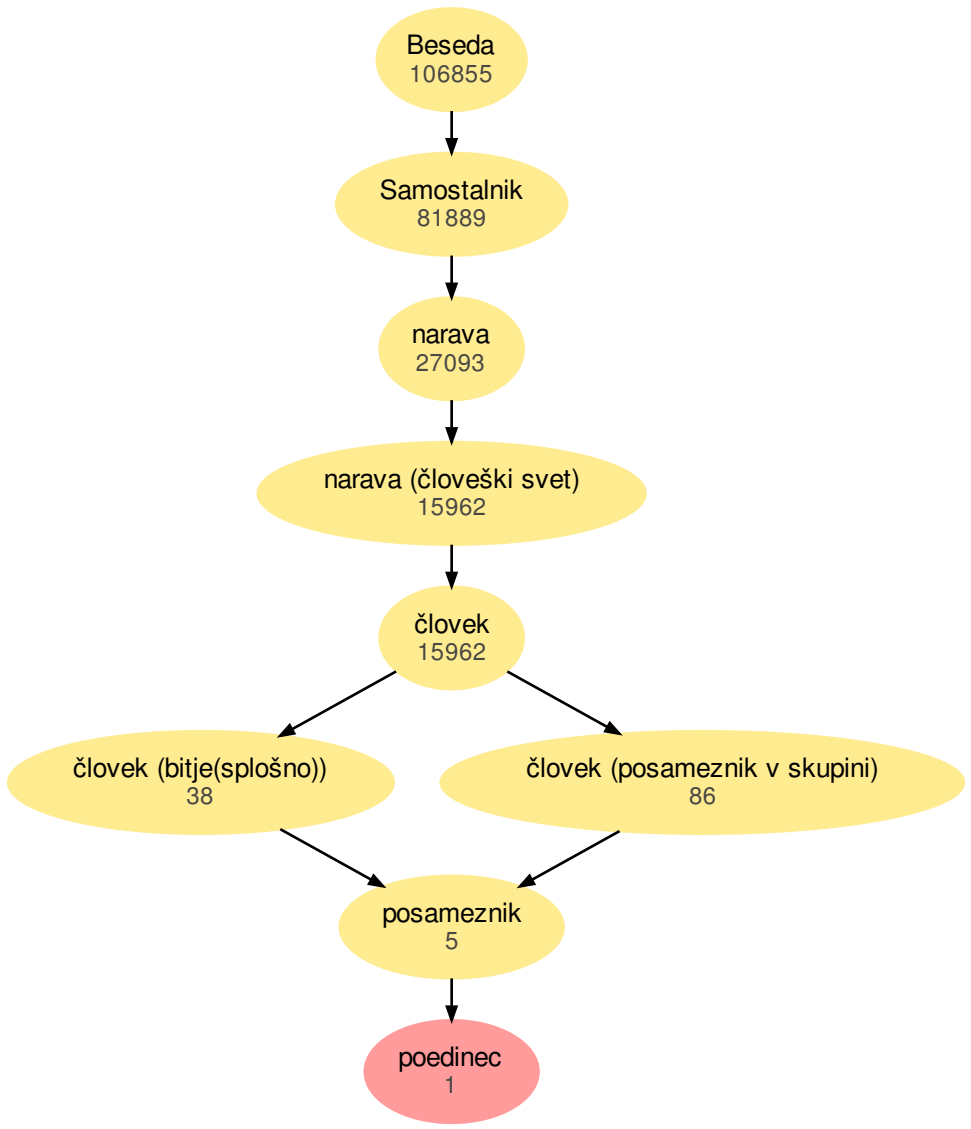 Beseda
106855
Samostalnik
81889
narava
27093
narava (človeški svet)
15962
človek
15962
človek (bitje(splošno))
38
človek (posameznik v skupini)
86
posameznik
5
poedinec
1